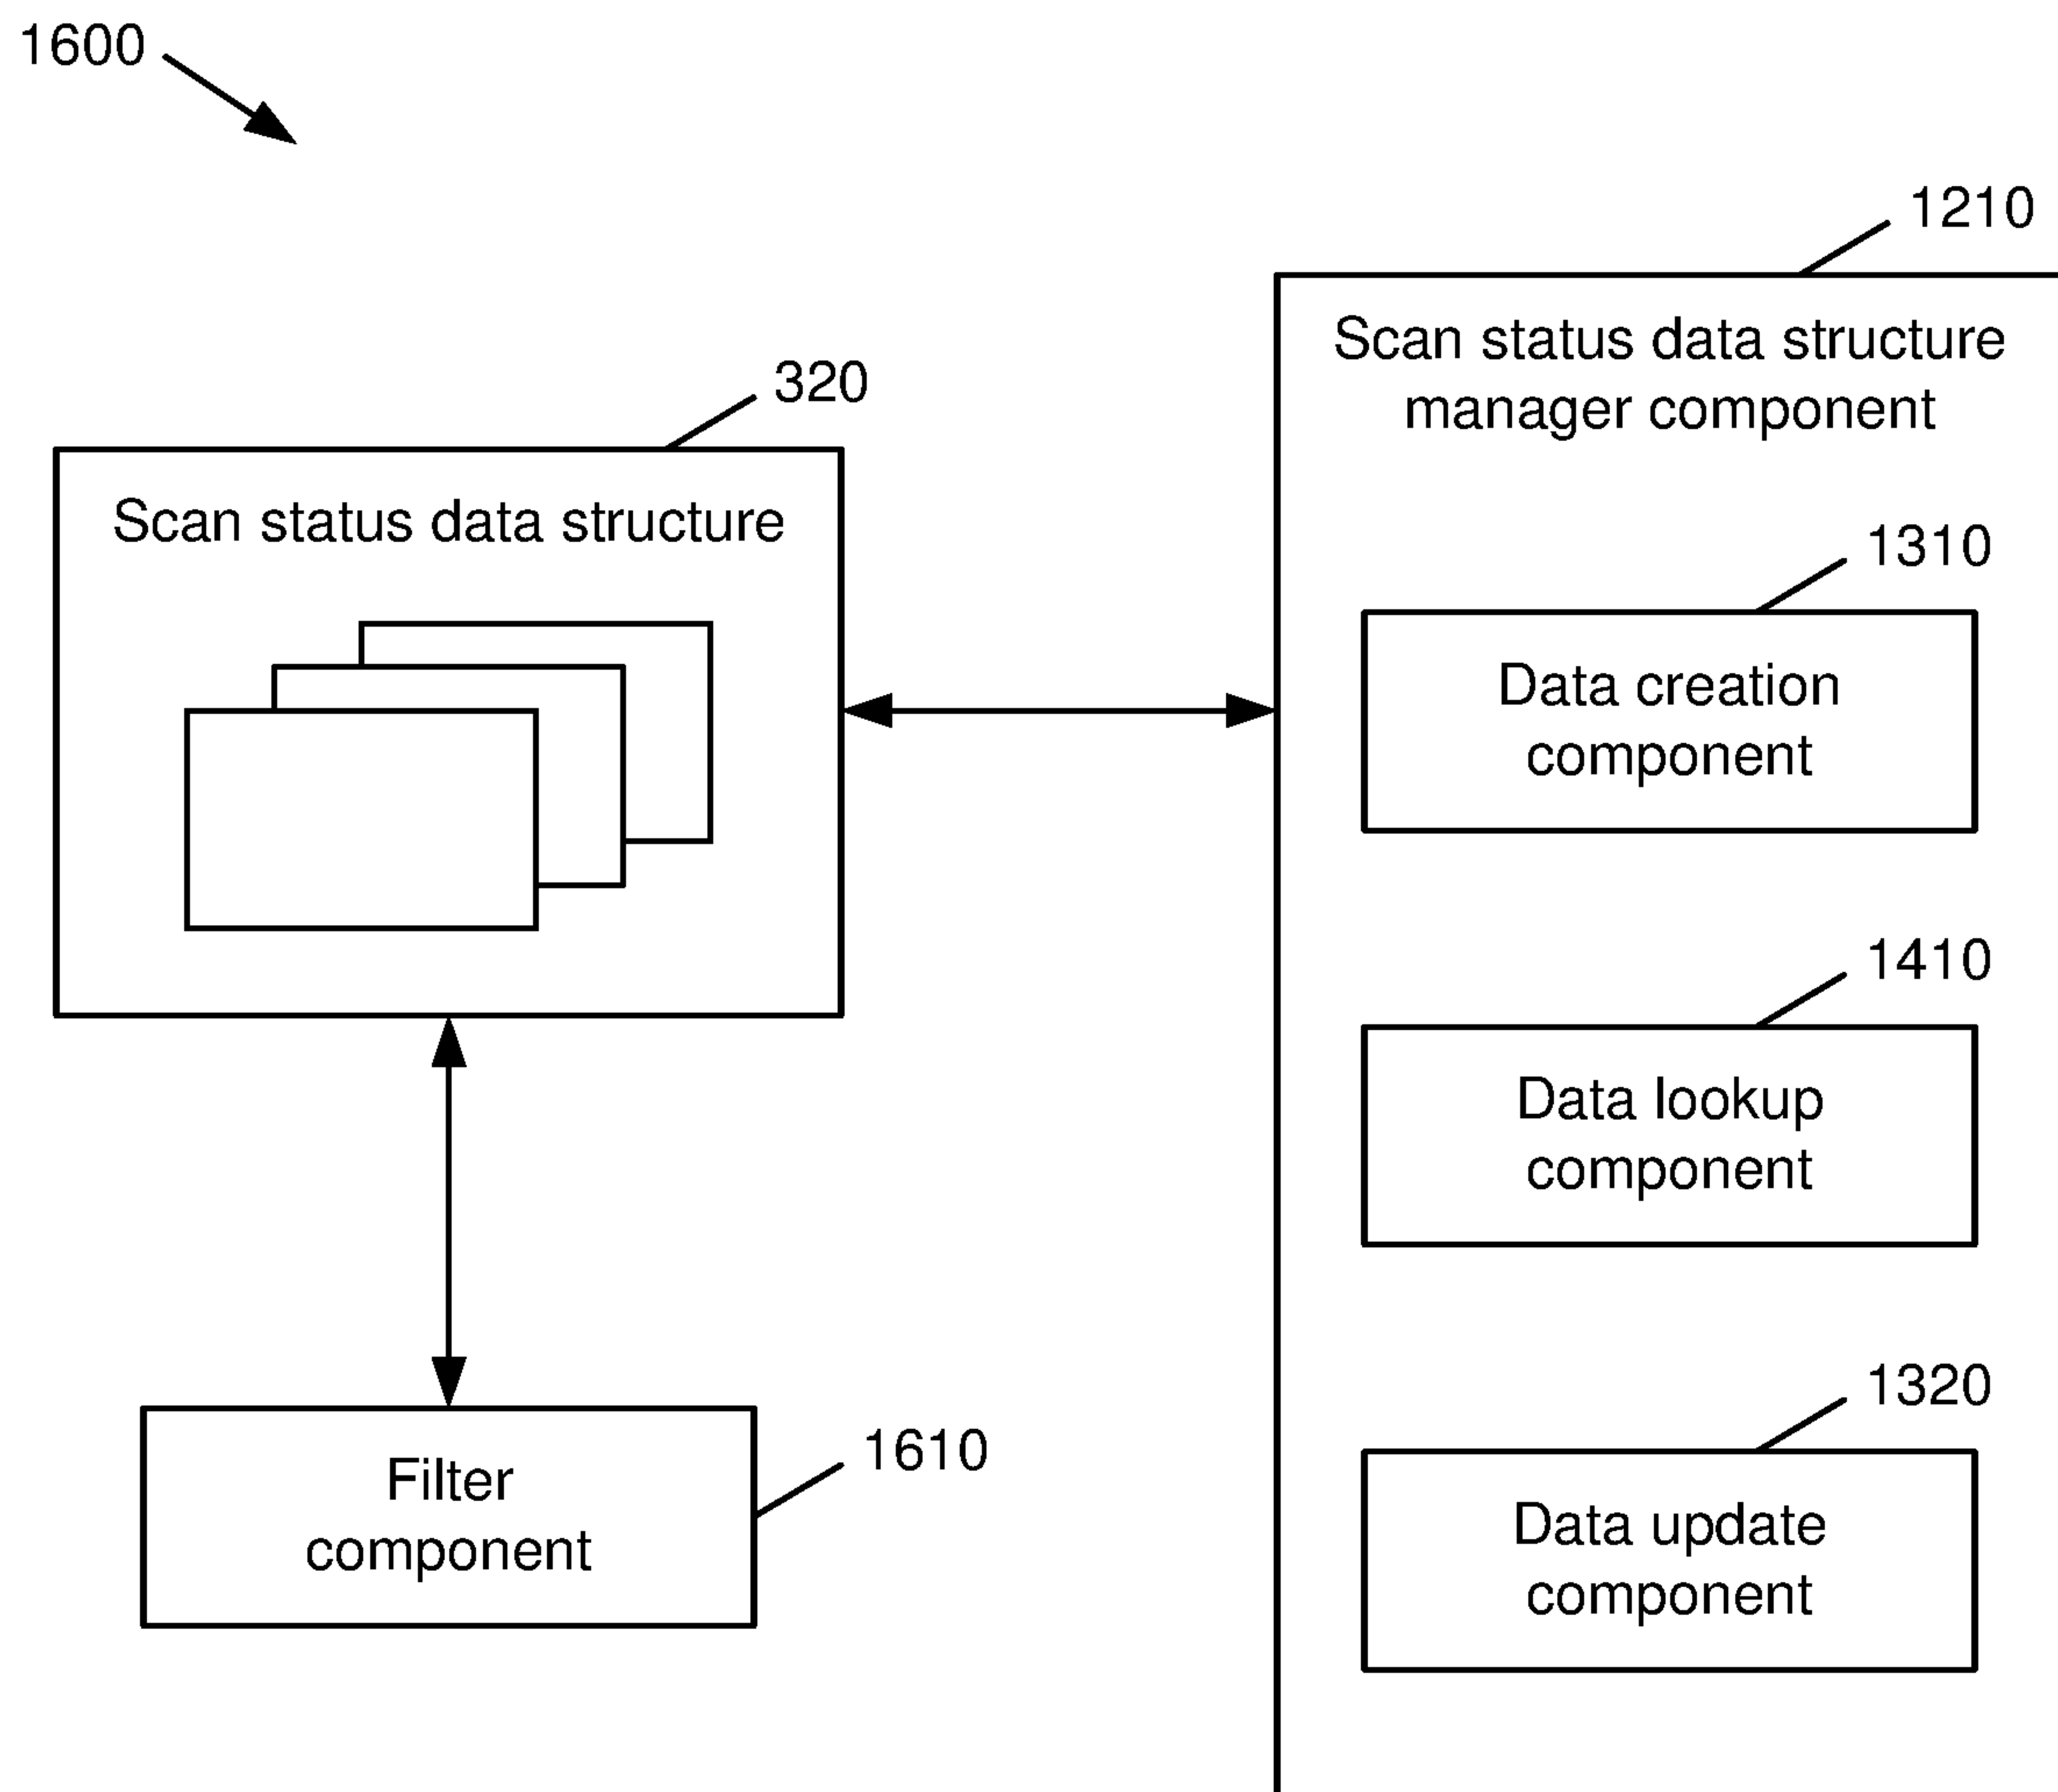 1600
1210
Scan status data structure
manager component
320
Scan status data structure
1310
Data creation
component
1410
Data lookup
component
1320
Data update
component
1610
Filter
component